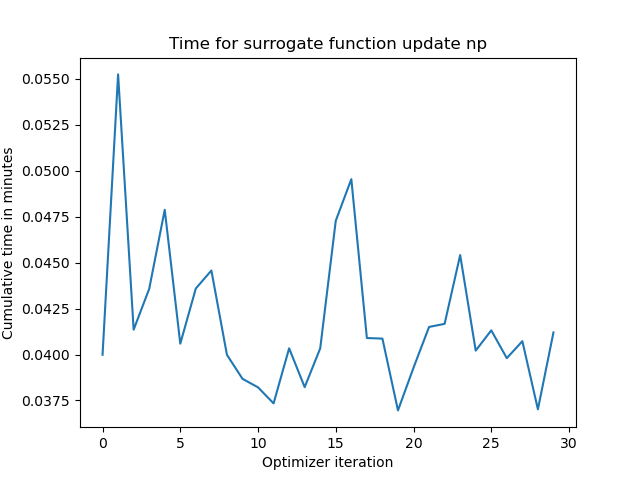 Time for surrogate function update np
Cumulative time in minutes
0.0550
0.0525
0.0500
0.0475
0.0450
0.0425
0.0400
0.0375
0 5 10 15 20 25 30
Optimizer iteration